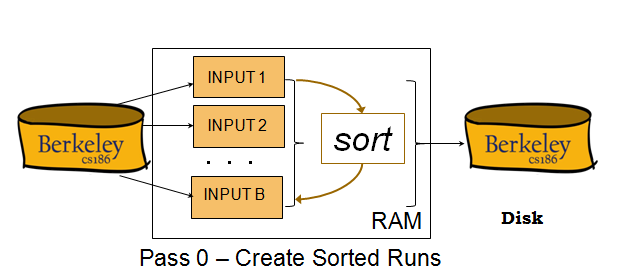 INPUT 1
INPUT 2
. . .
INPUT B
Berkeley
cs186
sort
RAM
Berkeley
cs186
Disk
Pass 0 – Create Sorted Runs